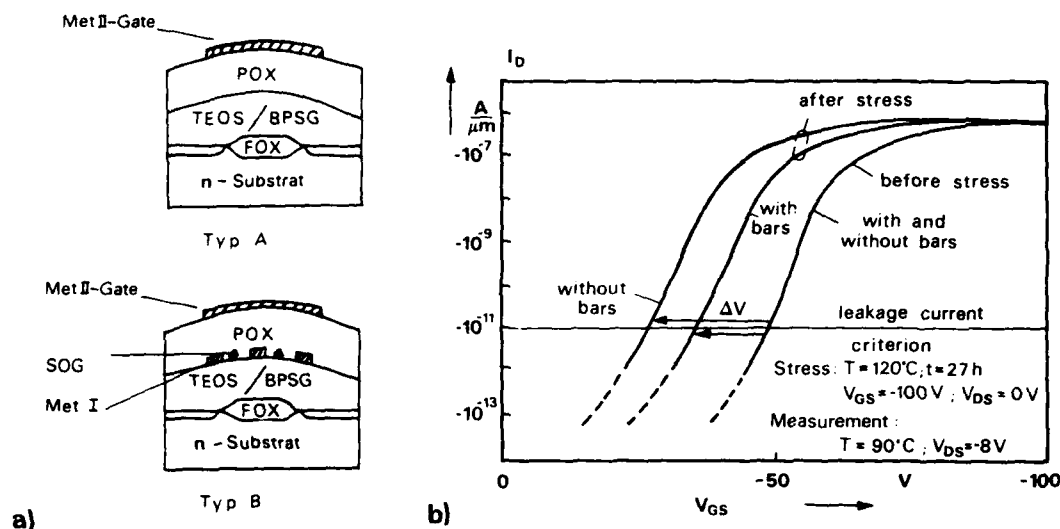 Met II-Gate
POX
TEOS / BPSG
FOX
n-Substrat
Typ A
Met II-Gate
POX
SOG
TEOS / BPSG
Met I
FOX
n-Substrat
Typ B
a)
I_D
A/µm
-10⁻⁷
-10⁻⁹
-10⁻¹¹
-10⁻¹³
after stress
before stress
with bars
with and without bars
without bars
ΔV
leakage current
criterion
Stress: T = 120°C; t = 27 h
V_GS = -100 V ; V_DS = 0 V
Measurement :
T = 90°C ; V_DS = -8 V
0
-50
V
-100
V_GS
b)